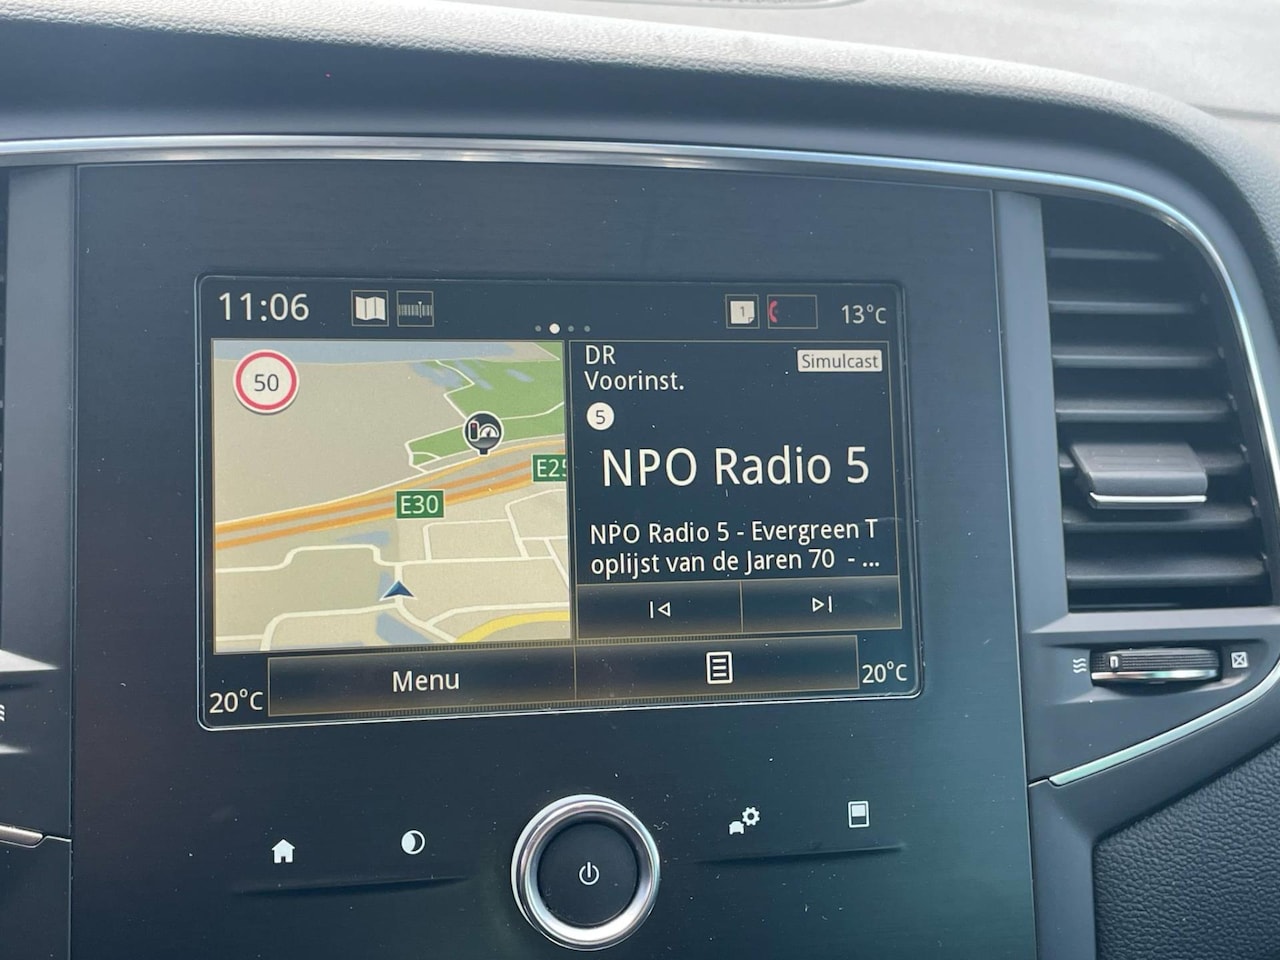 11:06
1
13°C
50
E30
E25
DR
Simulcast
Voorinst.
5
NPO Radio 5
NPO Radio 5 - Evergreen T
oplijst van de Jaren 70 - ...
20°C
Menu
20°C